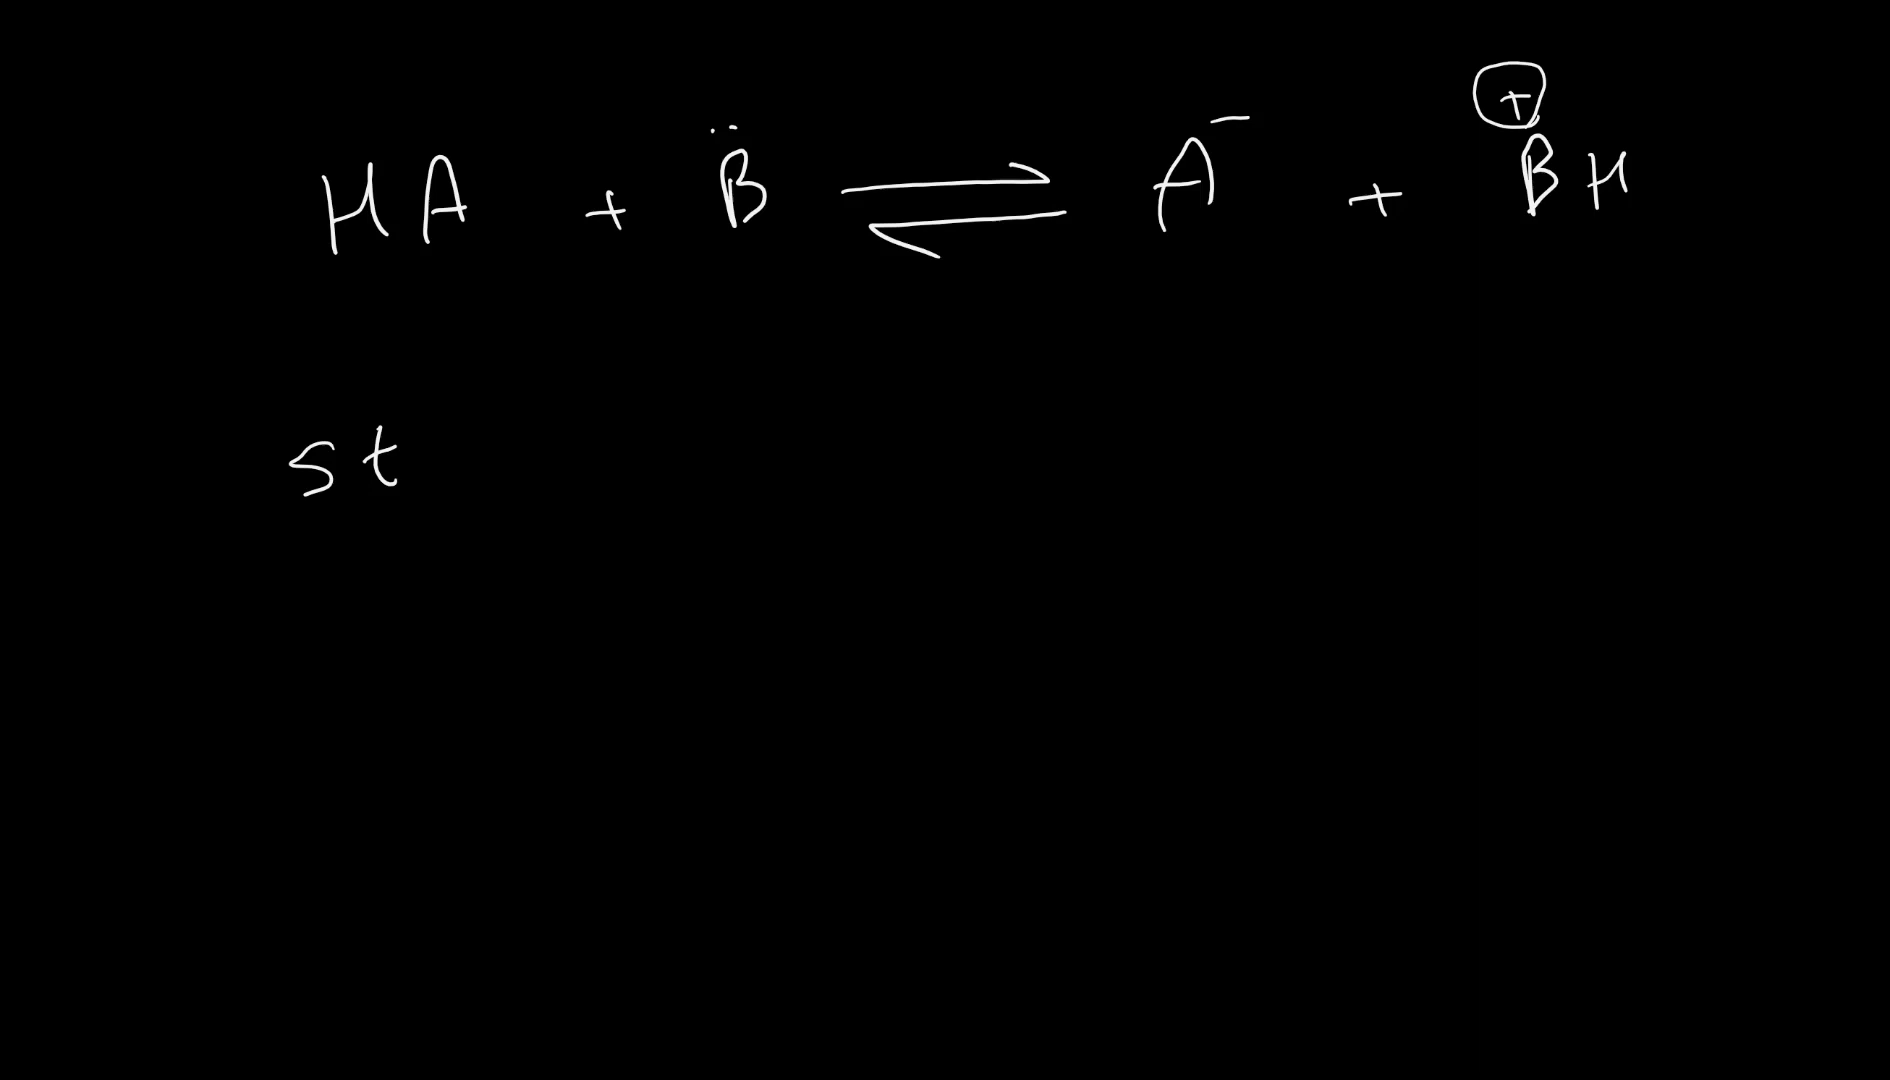 HA + B̈ ⇌ A⁻ + B⊕H
st